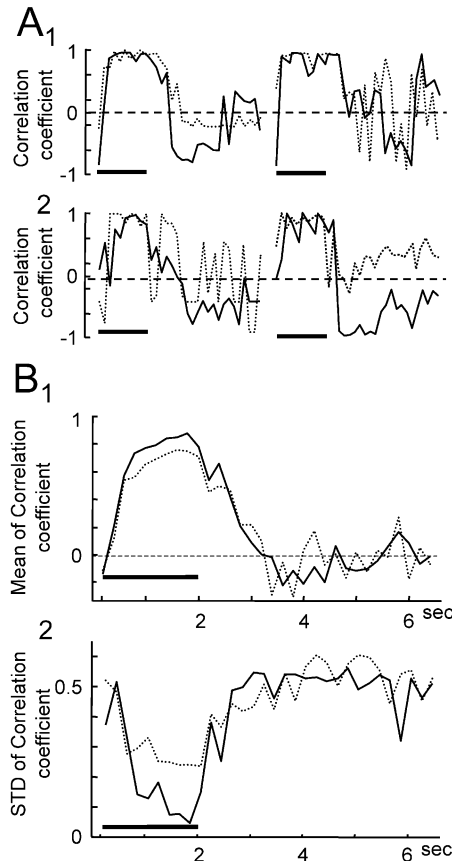 A1
Correlation
coefficient
1
0
-1
2
Correlation
coefficient
1
0
-1
B1
Mean of Correlation
coefficient
1
0
2
4
6
sec
2
STD of Correlation
coefficient
0.5
0
2
4
6
sec